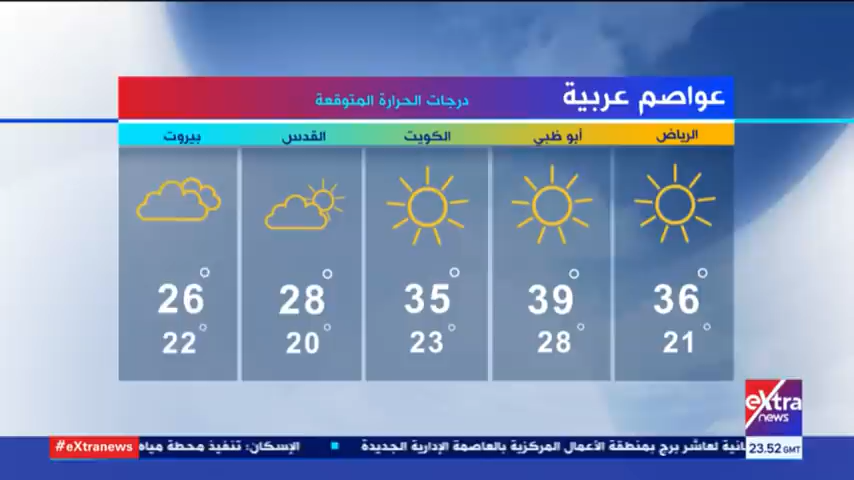 عواصم عربية
درجات الحرارة المتوقعة
الرياض
أبو ظبي
الكويت
القدس
بيروت
36°
39°
35°
28°
26°
21°
28°
23°
20°
22°
eXtra
news
23.52 GMT
لعاشر برج بمنطقة الأعمال المركزية بالعاصمة الإدارية الجديدة ▪ الإسكان: تنفيذ محطة مياه
#eXtranews